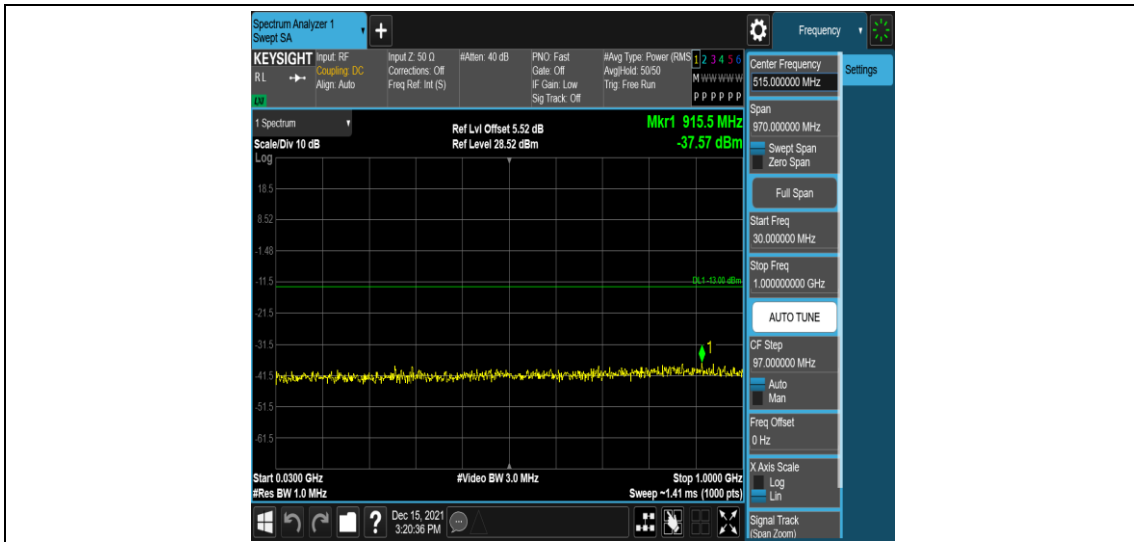 Spectrum Analyzer 1
Swept SA
+
Frequency
KEYSIGHT
RL
LXI
Input: RF
Coupling: DC
Align: Auto
Input Z: 50 Ω
Corrections: Off
Freq Ref: Int (S)
#Atten: 40 dB
PNO: Fast
Gate: Off
IF Gain: Low
Sig Track: Off
#Avg Type: Power (RMS
Avg|Hold: 50/50
Trig: Free Run
1 2 3 4 5 6
M W W W W W
P P P P P P
1 Spectrum
Scale/Div 10 dB
Log
Ref Lvl Offset 5.52 dB
Ref Level 28.52 dBm
Mkr1 915.5 MHz
-37.57 dBm
18.5
8.52
-1.48
-11.5
-21.5
-31.5
-41.5
-51.5
-61.5
DL1 -13.00 dBm
1
Start 0.0300 GHz
#Res BW 1.0 MHz
#Video BW 3.0 MHz
Stop 1.0000 GHz
Sweep ~1.41 ms (1000 pts)
?
Dec 15, 2021
3:20:36 PM
Center Frequency
515.000000 MHz
Settings
Span
970.000000 MHz
Swept Span
Zero Span
Full Span
Start Freq
30.000000 MHz
Stop Freq
1.000000000 GHz
AUTO TUNE
CF Step
97.000000 MHz
Auto
Man
Freq Offset
0 Hz
X Axis Scale
Log
Lin
Signal Track
(Span Zoom)